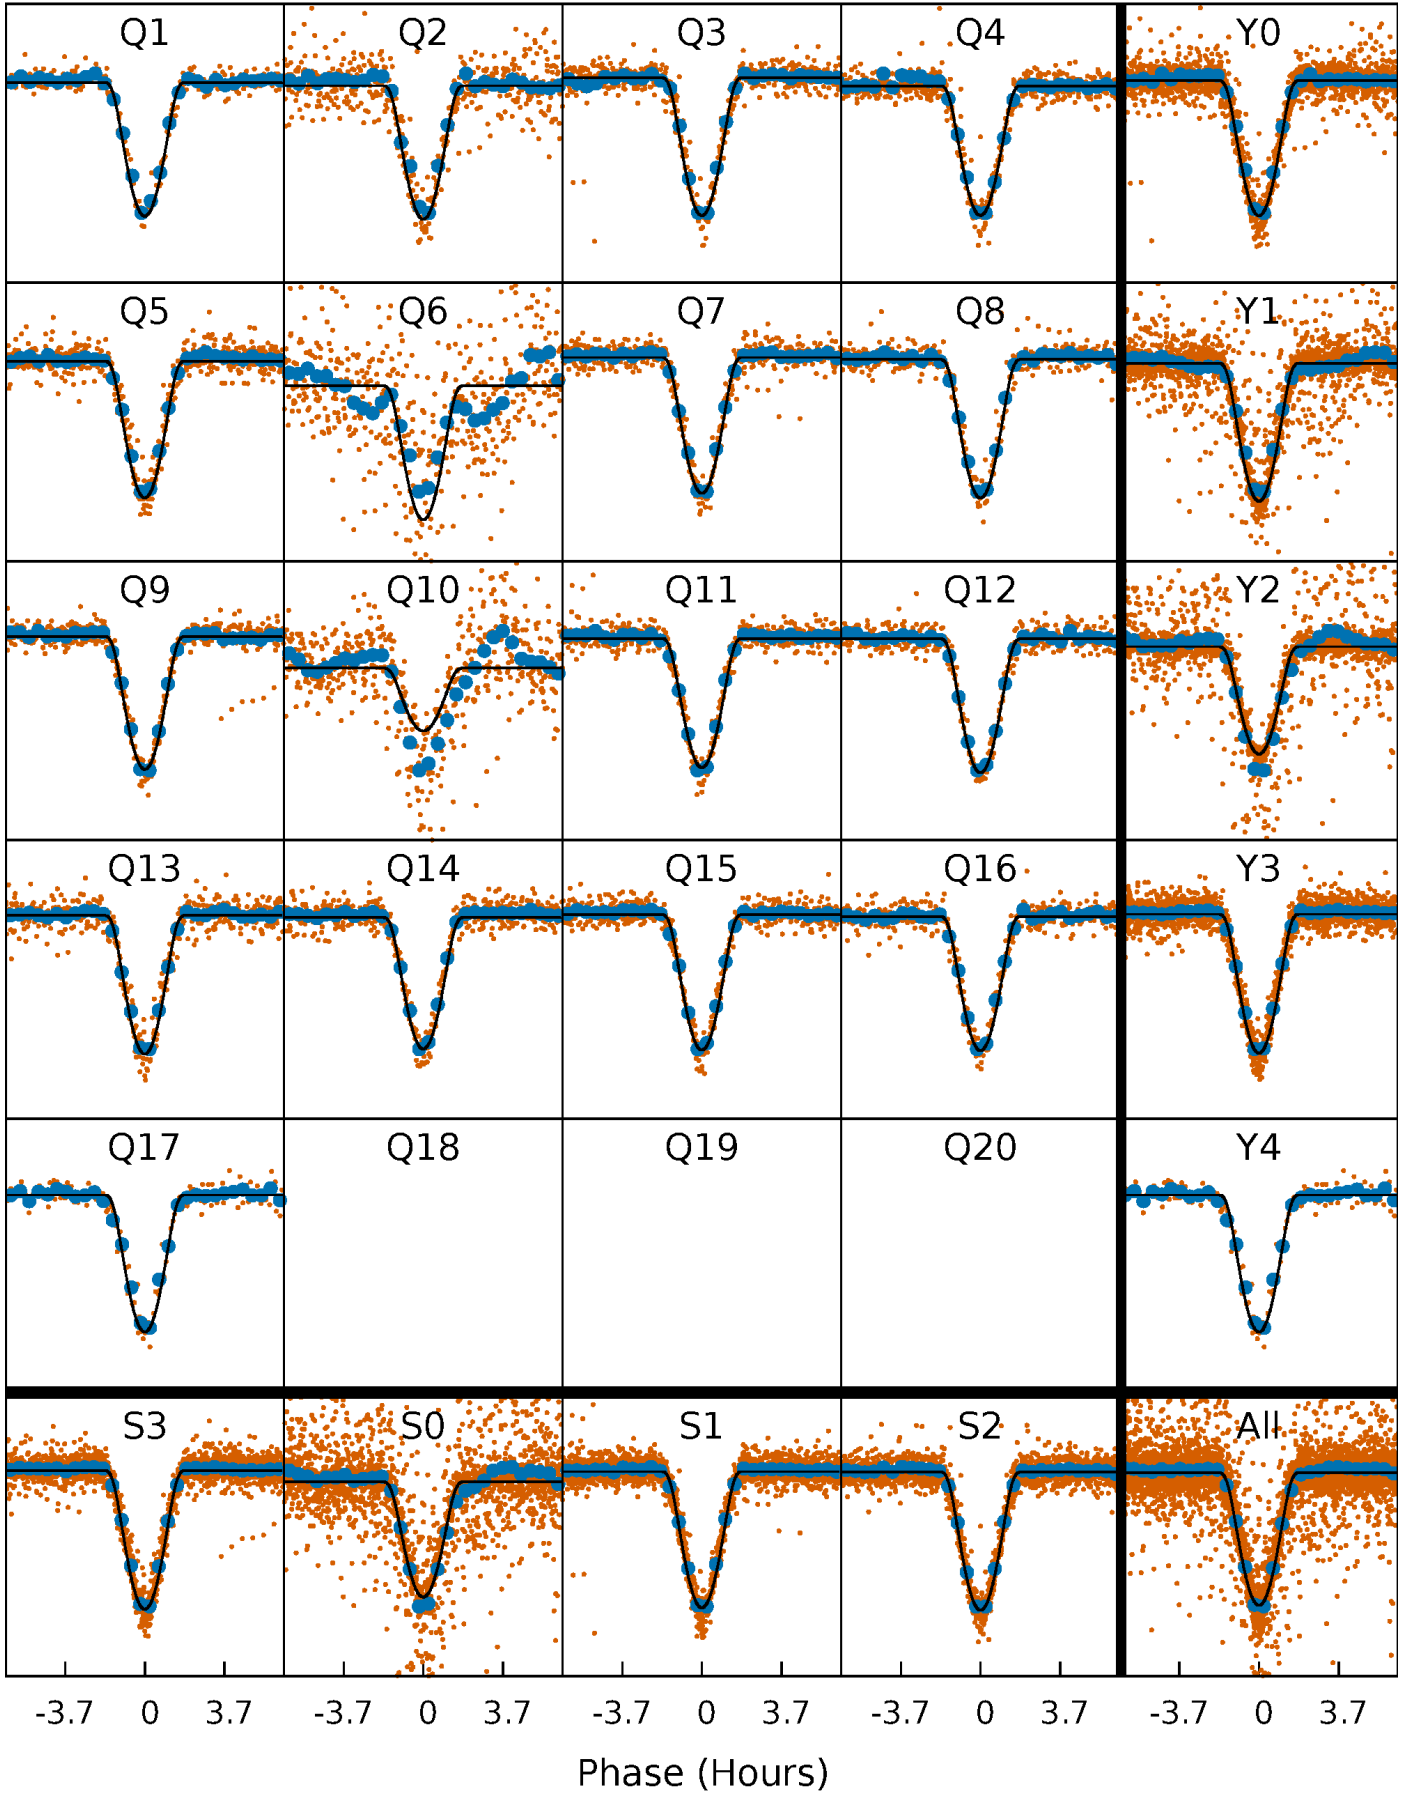 Q1 Q2 Q3 Q4 Y0
Q5 Q6 Q7 Q8 Y1
Q9 Q10 Q11 Q12 Y2
Q13 Q14 Q15 Q16 Y3
Q17 Q18 Q19 Q20 Y4
S3 S0 S1 S2 All
-3.7 0 3.7 -3.7 0 3.7 -3.7 0 3.7 -3.7 0 3.7 -3.7 0 3.7
Phase (Hours)